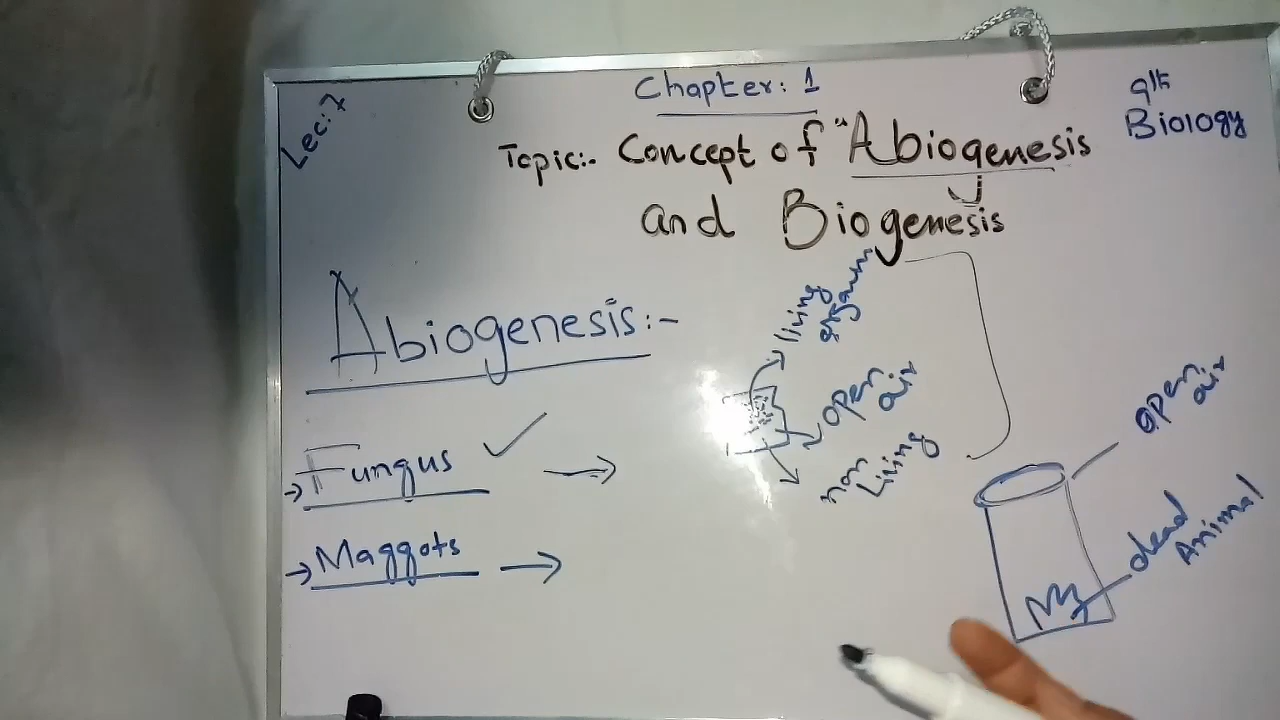 Lec:7
Chapter: 1
9th
Biology
Topic:- Concept of "Abiogenesis
and Biogenesis
Abiogenesis:-
living
organism
open
air
non
Living
→ Fungus ✓ →
→ Maggots →
open
air
dead
Animal